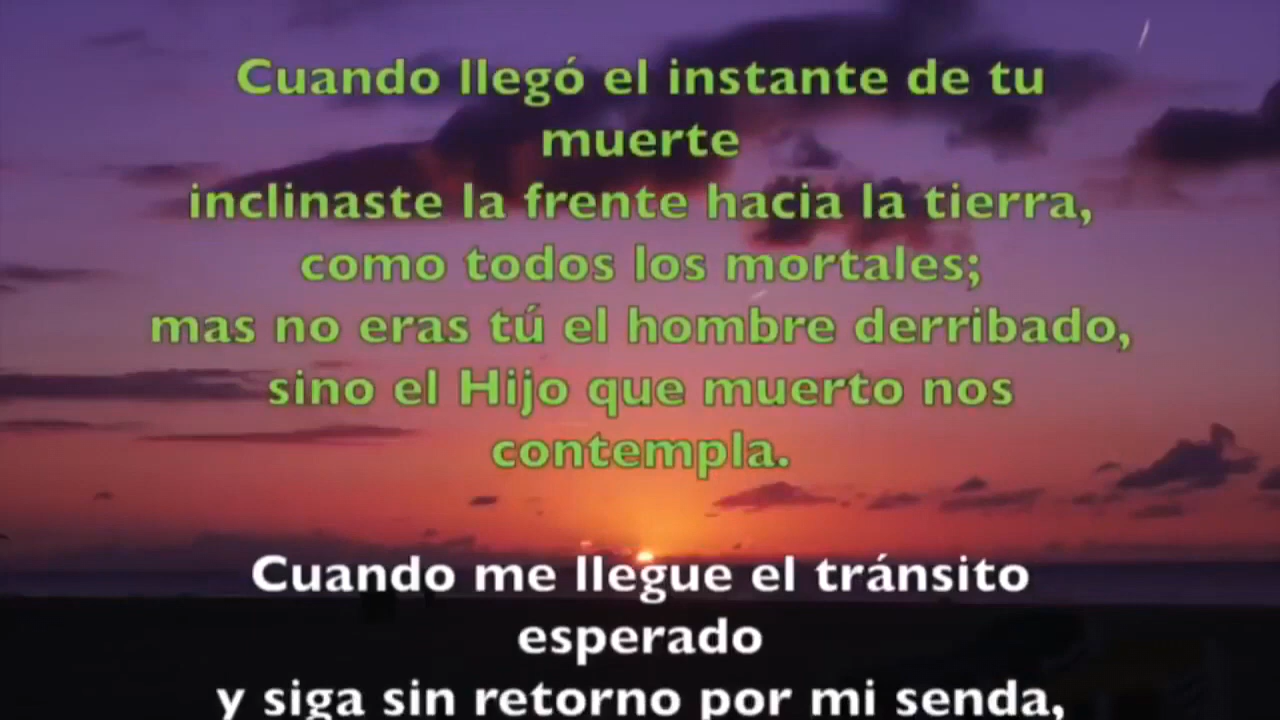 Cuando llegó el instante de tu
muerte
inclinaste la frente hacia la tierra,
como todos los mortales;
mas no eras tú el hombre derribado,
sino el Hijo que muerto nos
contempla.
Cuando me llegue el tránsito
esperado
y siga sin retorno por mi senda,